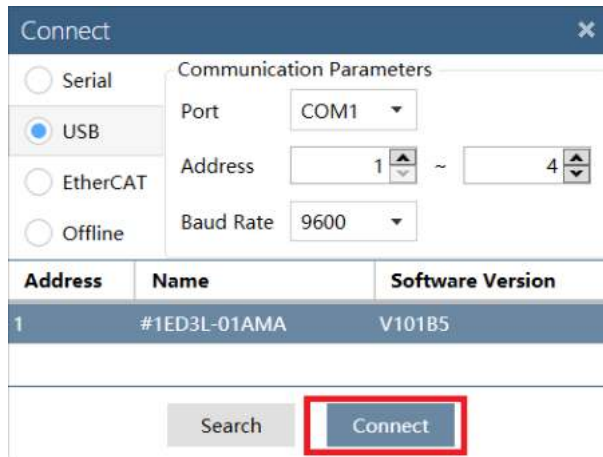 Connect
Serial
USB
EtherCAT
Offline
Communication Parameters
Port COM1
Address 1 ~ 4
Baud Rate 9600
Address Name Software Version
1 #1ED3L-01AMA V101B5
Search Connect